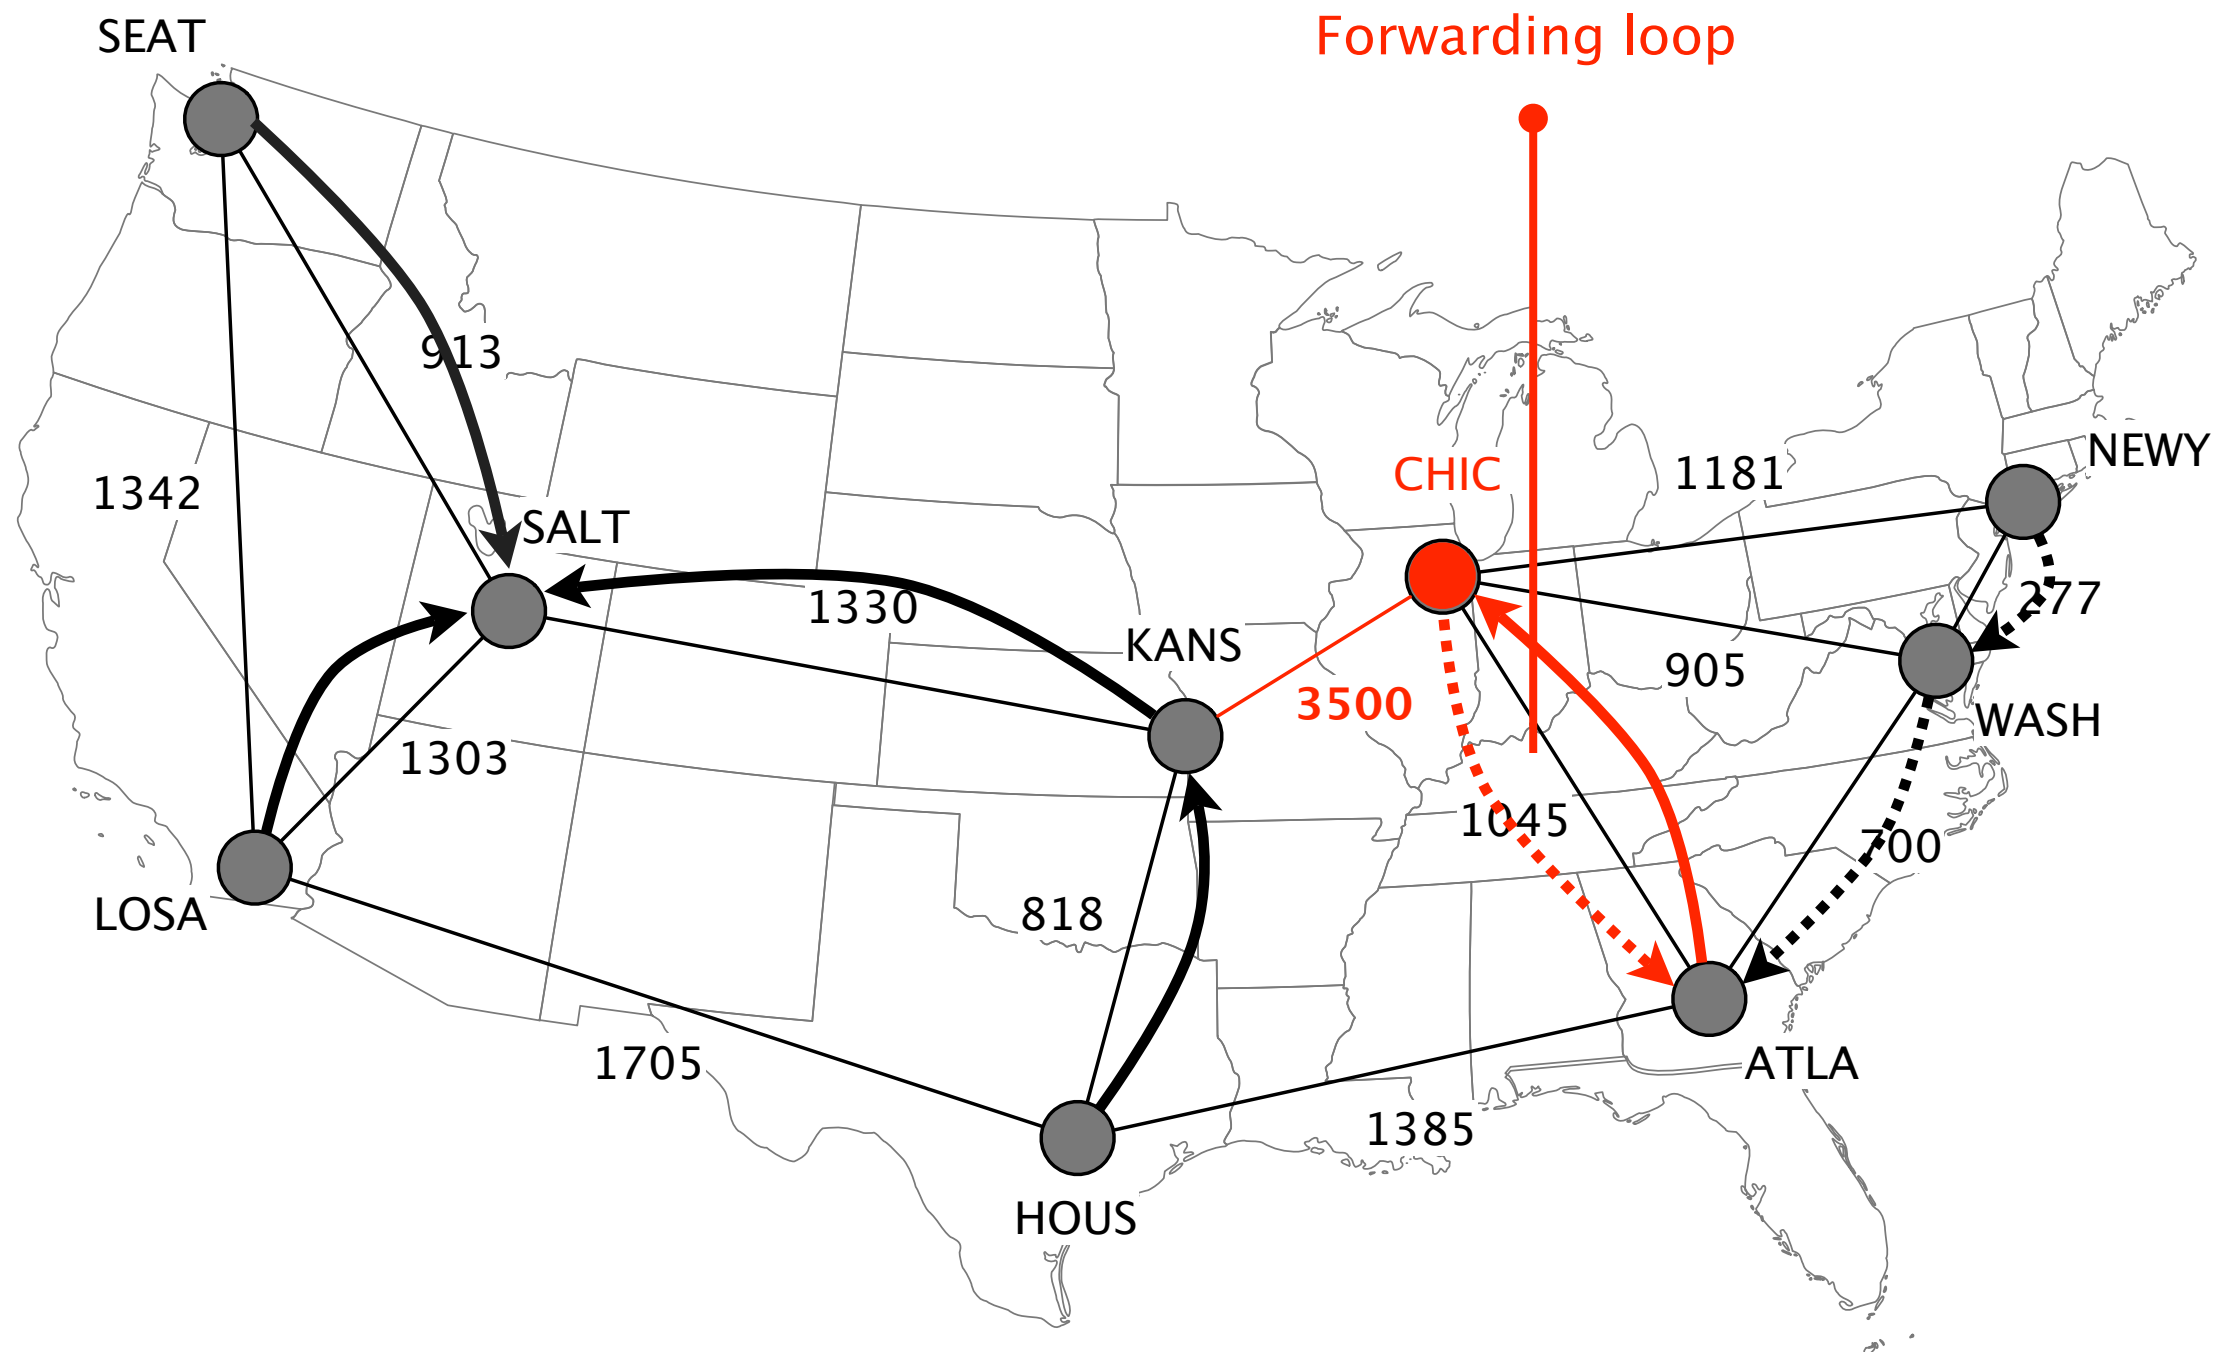 SEAT
Forwarding loop
913
NEWY
CHIC
1181
1342
SALT
277
1330
KANS
905
3500
WASH
1303
1045
700
818
LOSA
1705
ATLA
1385
HOUS